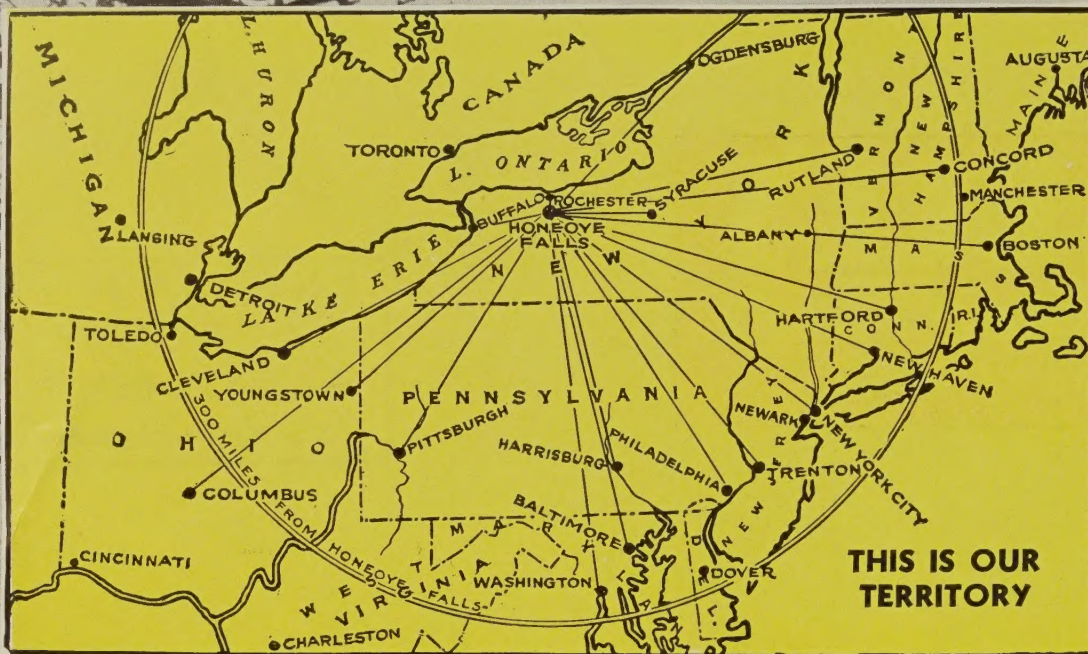 MICHIGAN
L. HURON
CANADA
OGDENSBURG
AUGUSTA
MAINE
VERMONT
NEW HAMPSHIRE
TORONTO
L. ONTARIO
SYRACUSE
RUTLAND
CONCORD
MANCHESTER
BUFFALO
ROCHESTER
HONEOYE
FALLS
NEW YORK
ALBANY
MASS
BOSTON
LANSING
DETROIT
LAKE ERIE
TOLEDO
HARTFORD
CONN.
R.I.
CLEVELAND
YOUNGSTOWN
NEW HAVEN
PENNSYLVANIA
NEWARK
NEW YORK CITY
NEW JERSEY
OHIO
PITTSBURGH
HARRISBURG
PHILADELPHIA
TRENTON
COLUMBUS
300 MILES FROM HONEOYE FALLS
BALTIMORE
MARYLAND
DEL.
CINCINNATI
WEST
VIRGINIA
WASHINGTON
DOVER
CHARLESTON
THIS IS OUR
TERRITORY